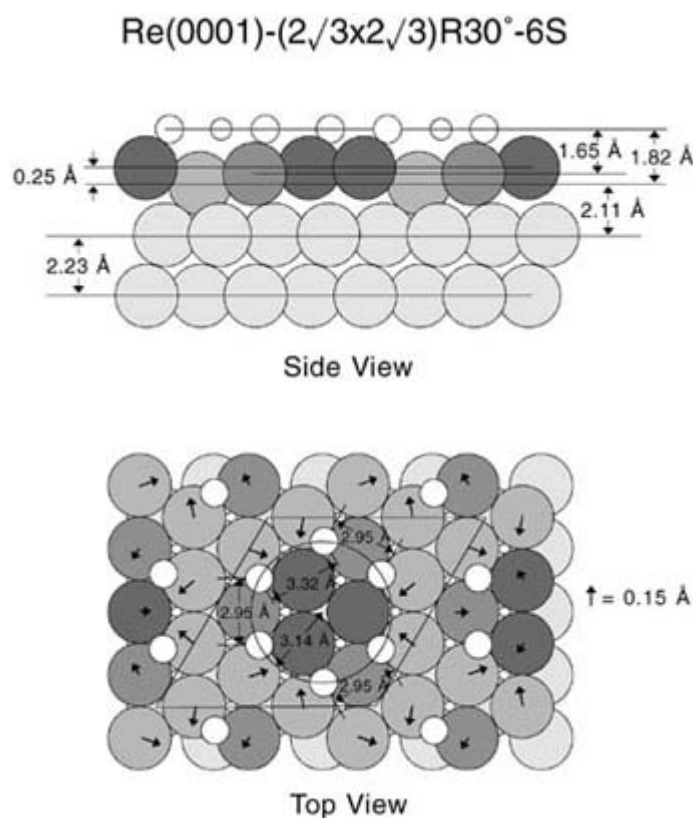 Re(0001)-(2√3x2√3)R30°-6S
0.25 Å
1.65 Å
1.82 Å
2.11 Å
2.23 Å
Side View
2.95 Å
3.32 Å
2.95 Å
= 0.15 Å
3.14 Å
2.95 Å
Top View